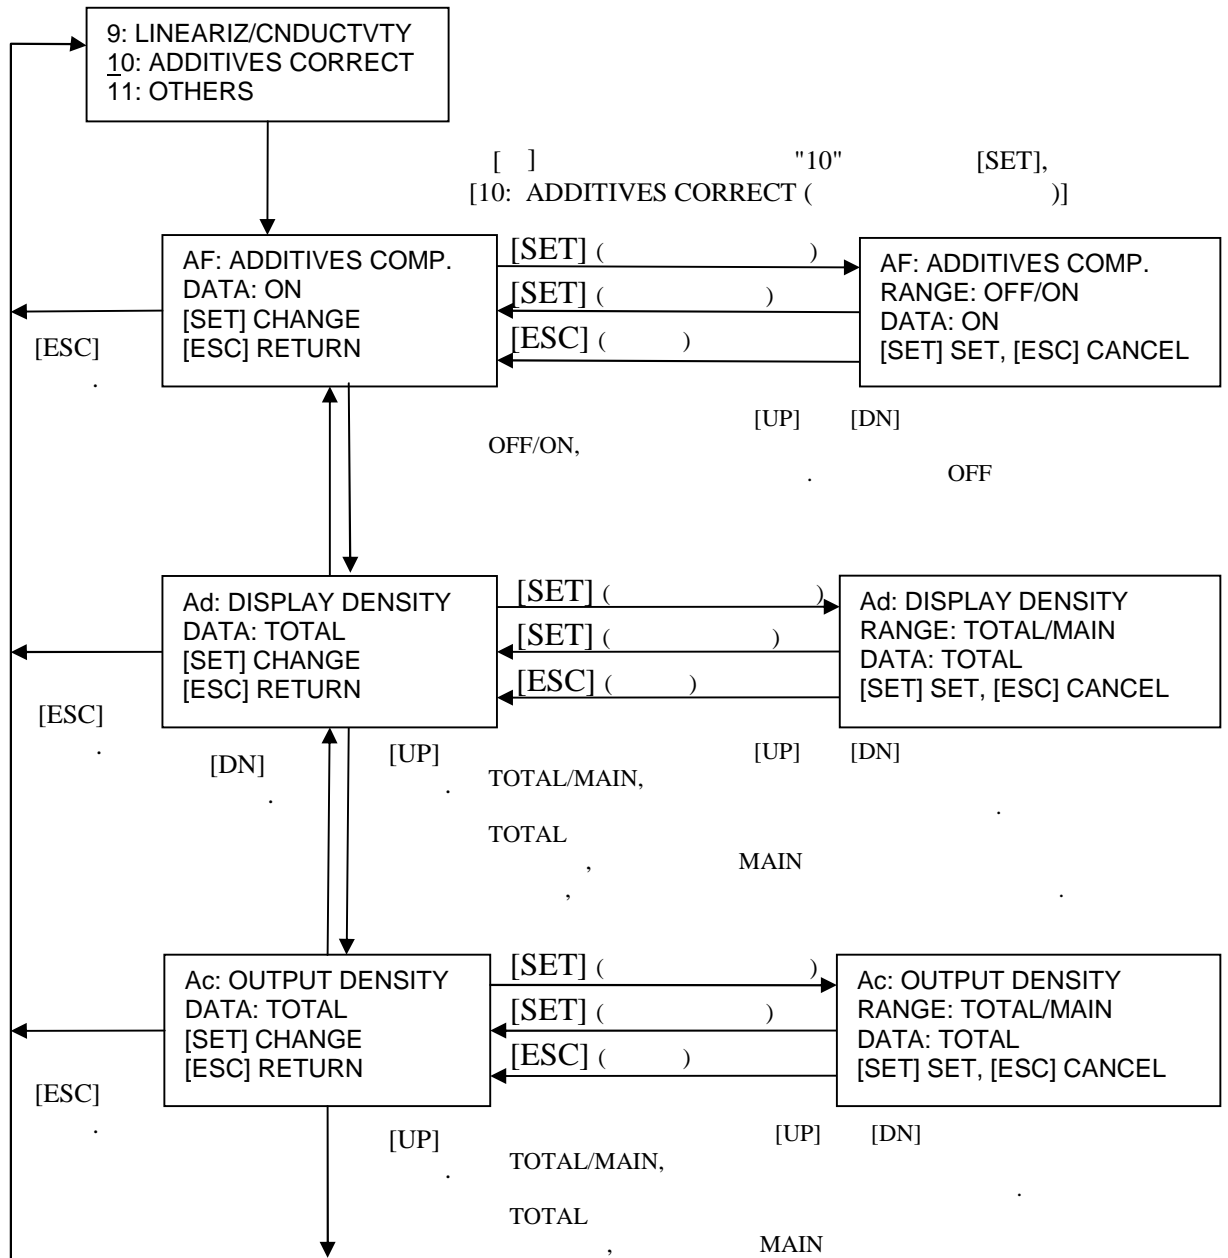 9: LINEARIZ/CNDUCTVTY
10: ADDITIVES CORRECT
11: OTHERS
[ ] "10" [SET],
[10: ADDITIVES CORRECT ( )]
AF: ADDITIVES COMP.
DATA: ON
[SET] CHANGE
[ESC] RETURN
[SET] ( )
[SET] ( )
[ESC] ( )
AF: ADDITIVES COMP.
RANGE: OFF/ON
DATA: ON
[SET] SET, [ESC] CANCEL
[ESC]
.
[UP] [DN]
OFF/ON,
. OFF
Ad: DISPLAY DENSITY
DATA: TOTAL
[SET] CHANGE
[ESC] RETURN
[SET] ( )
[SET] ( )
[ESC] ( )
Ad: DISPLAY DENSITY
RANGE: TOTAL/MAIN
DATA: TOTAL
[SET] SET, [ESC] CANCEL
[ESC]
.
[DN]
.
[UP]
.
[UP] [DN]
TOTAL/MAIN,
.
TOTAL
, MAIN
, .
Ac: OUTPUT DENSITY
DATA: TOTAL
[SET] CHANGE
[ESC] RETURN
[SET] ( )
[SET] ( )
[ESC] ( )
Ac: OUTPUT DENSITY
RANGE: TOTAL/MAIN
DATA: TOTAL
[SET] SET, [ESC] CANCEL
[ESC]
.
[UP]
.
[UP] [DN]
TOTAL/MAIN,
.
TOTAL
, MAIN